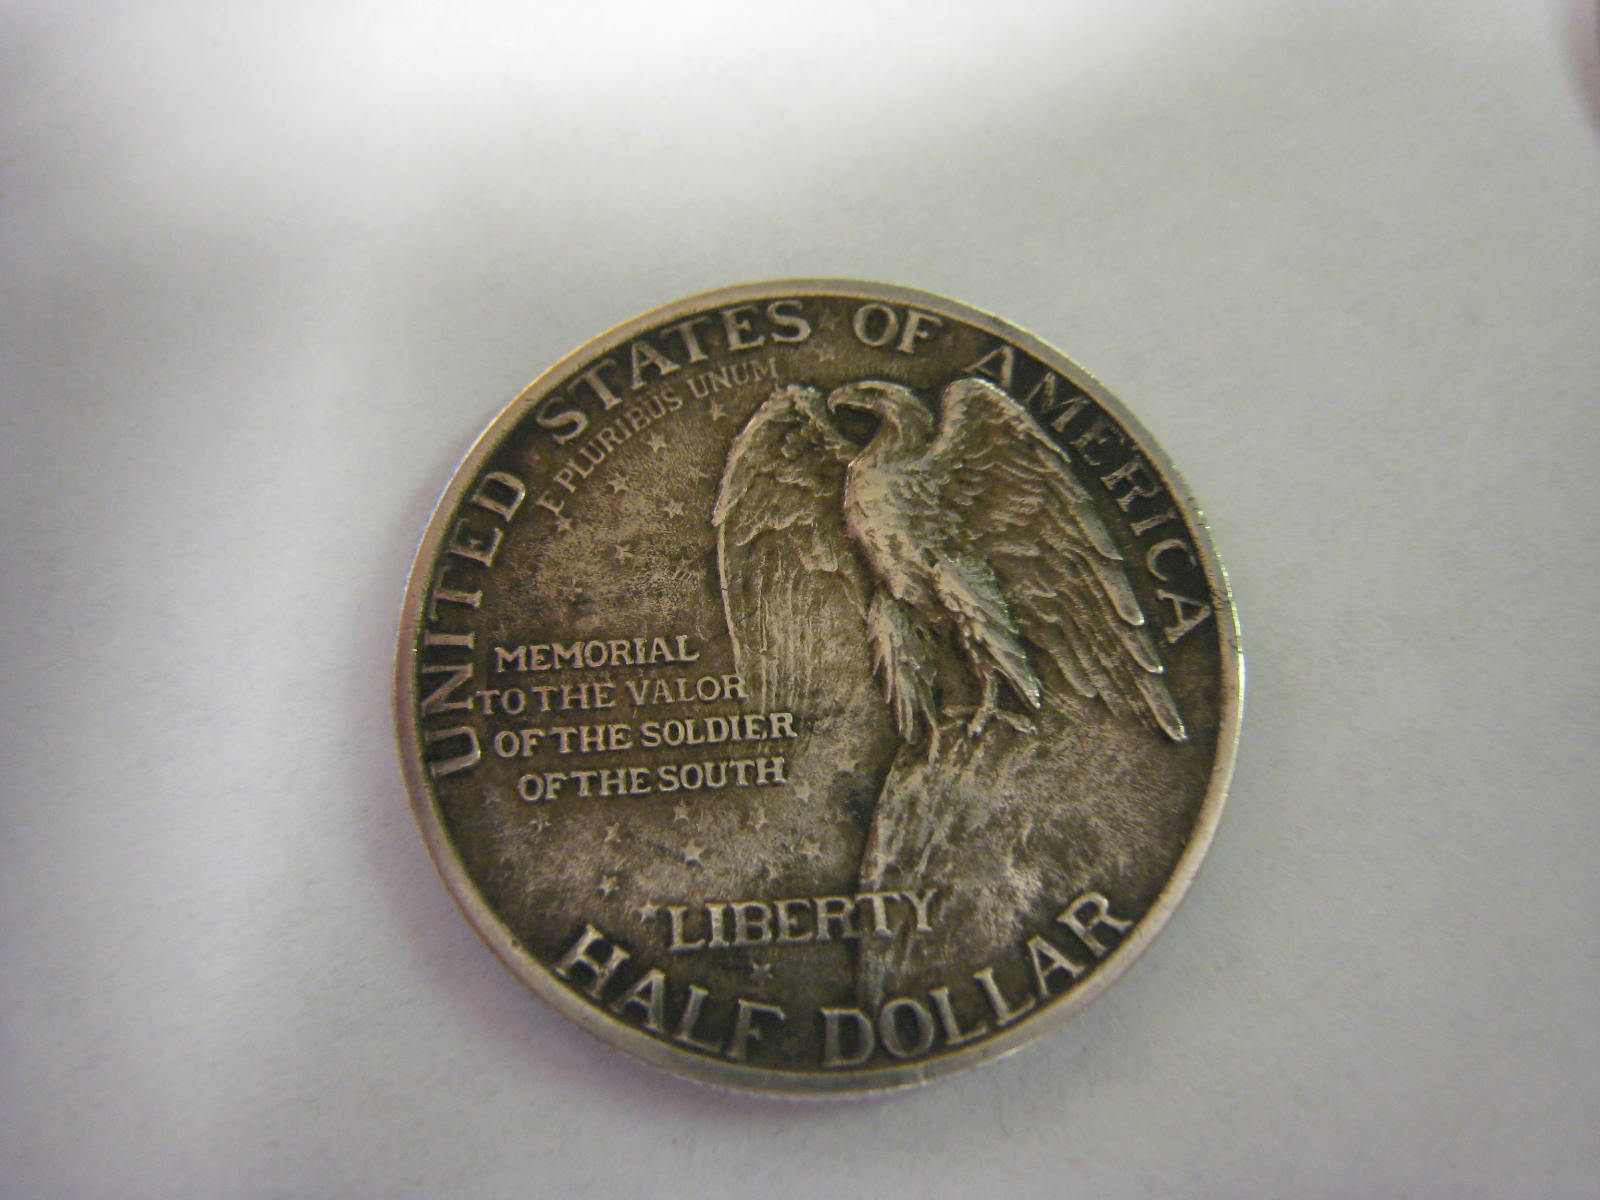 UNITED STATES OF AMERICA
E PLURIBUS UNUM
MEMORIAL
TO THE VALOR
OF THE SOLDIER
OF THE SOUTH
LIBERTY
HALF DOLLAR